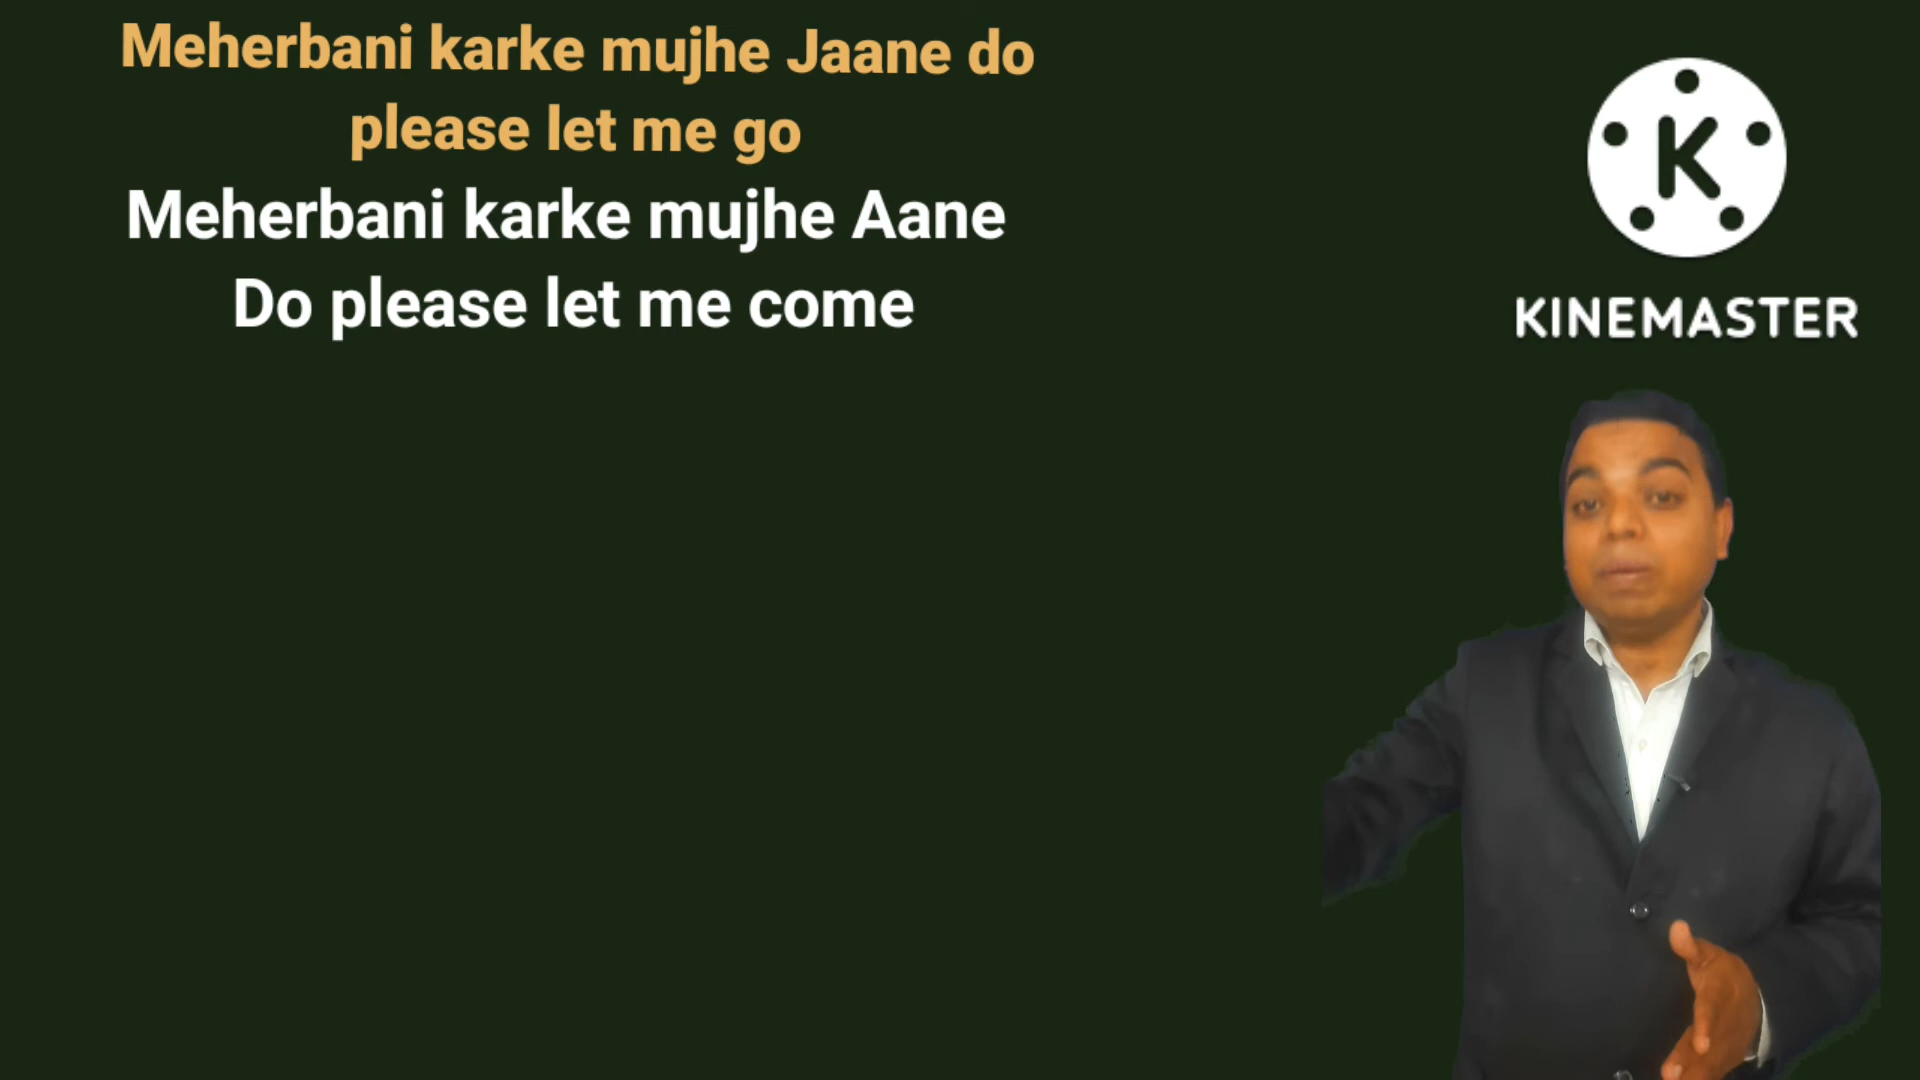 Meherbani karke mujhe Jaane do
please let me go
Meherbani karke mujhe Aane
Do please let me come
K
KINEMASTER